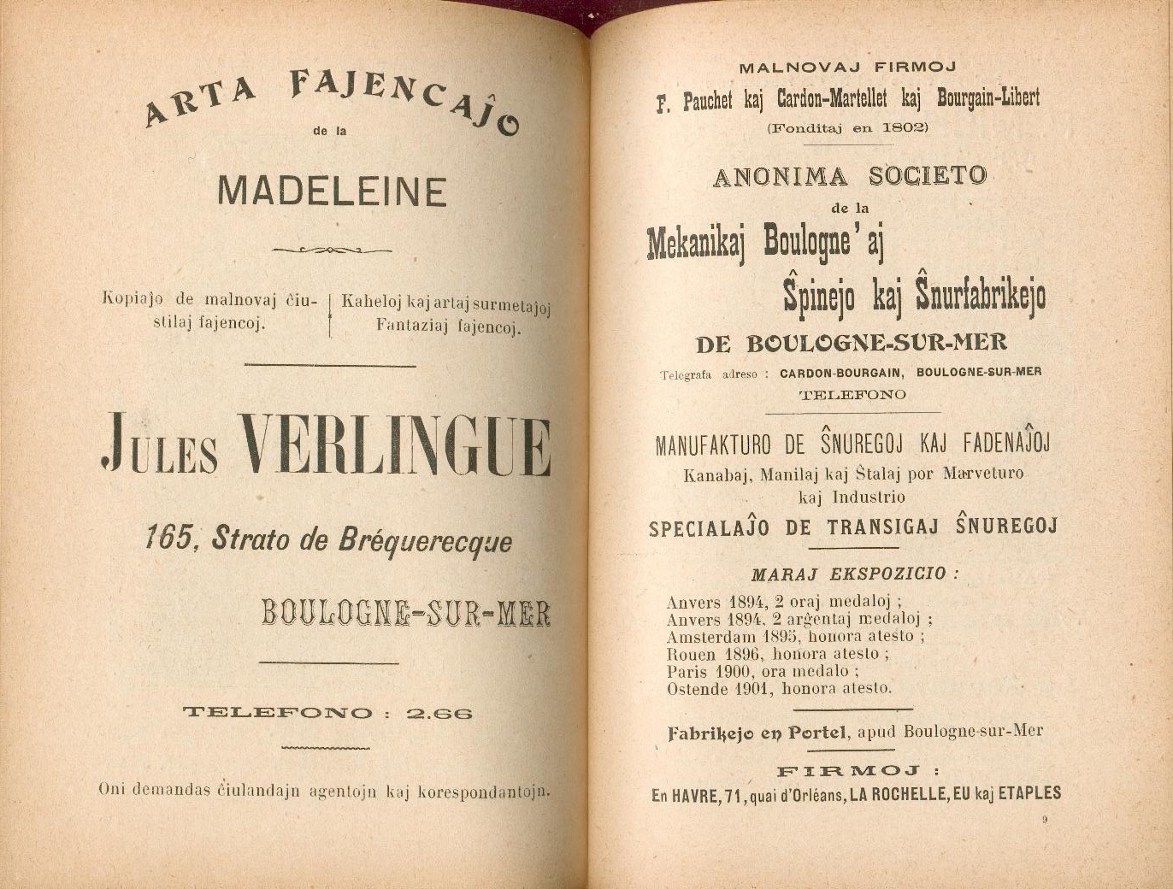 ARTA FAJENCAĴO
de la
MADELEINE
Kopiaĵo de malnovaj ĉiu-
stilaj fajencoj.
Kaheloj kaj artaj surmetaĵoj
Fantaziaj fajencoj.
JULES VERLINGUE
165, Strato de Bréquerecque
BOULOGNE-SUR-MER
TELEFONO : 2.66
Oni demandas ĉiulandajn agentojn kaj korespondantojn.
MALNOVAJ FIRMOJ
F. Pauchet kaj Cardon-Martellet kaj Bourgain-Libert
(Fonditaj en 1802)
ANONIMA SOCIETO
de la
Mekanikaj Boulogne'aj
Ŝpinejo kaj Ŝnurfabrikejo
DE BOULOGNE-SUR-MER
Telegrafa adreso : CARDON-BOURGAIN, BOULOGNE-SUR-MER
TELEFONO
MANUFAKTURO DE ŜNUREGOJ KAJ FADENAĴOJ
Kanabaj, Manilaj kaj Ŝtalaj por Marveturo
kaj Industrio
SPECIALAĴO DE TRANSIGAJ ŜNUREGOJ
MARAJ EKSPOZICIO :
Anvers 1894, 2 oraj medaloj ;
Anvers 1894, 2 arĝentaj medaloj ;
Amsterdam 1895, honora atesto ;
Rouen 1896, honora atesto ;
Paris 1900, ora medalo ;
Ostende 1901, honora atesto.
Fabrikejo en Portel, apud Boulogne-sur-Mer
FIRMOJ :
En HAVRE, 71, quai d'Orléans, LA ROCHELLE, EU kaj ETAPLES
9